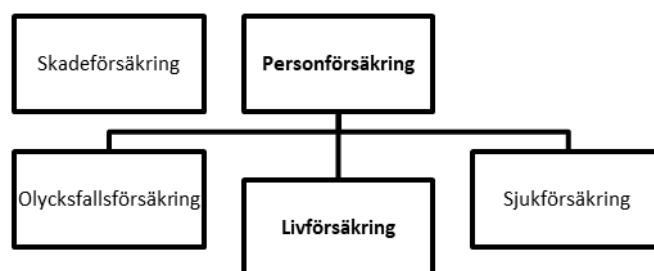 Skadeförsäkring
Personförsäkring
Olycksfallsförsäkring
Livförsäkring
Sjukförsäkring